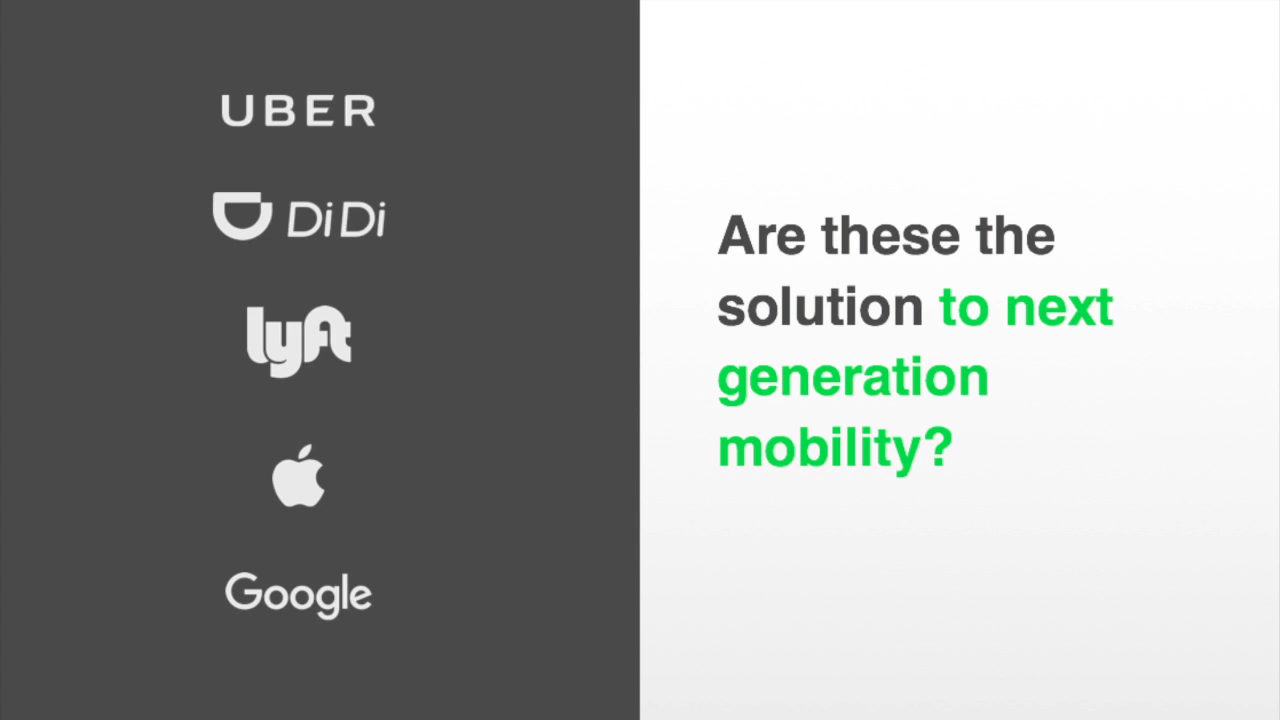 UBER
DiDi
lyft
Google
Are these the
solution to next
generation
mobility?